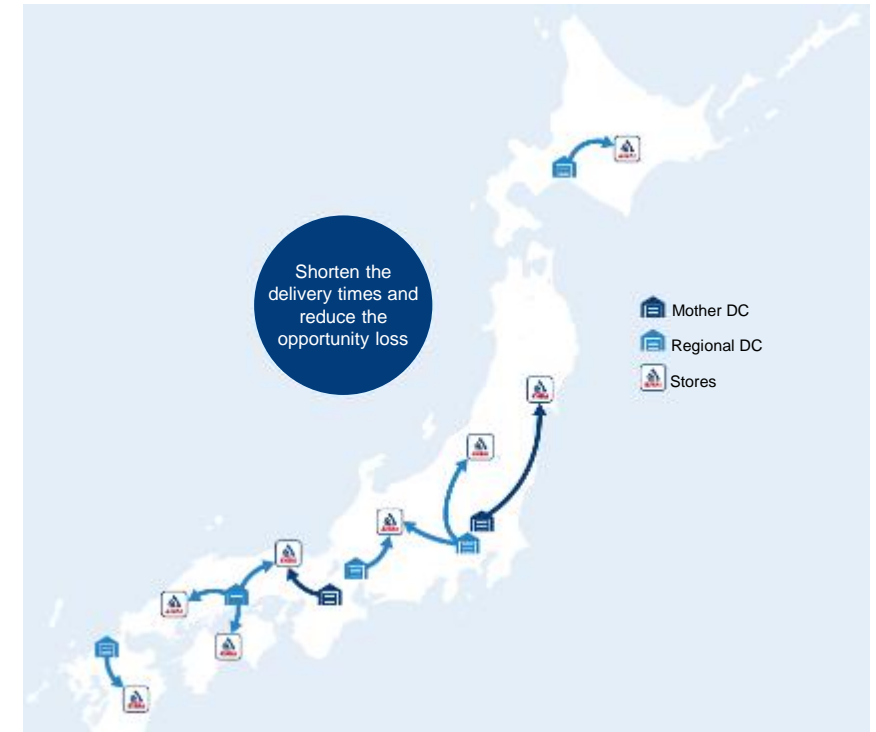 Shorten the
delivery times and
reduce the
opportunity loss
Mother DC
Regional DC
Stores